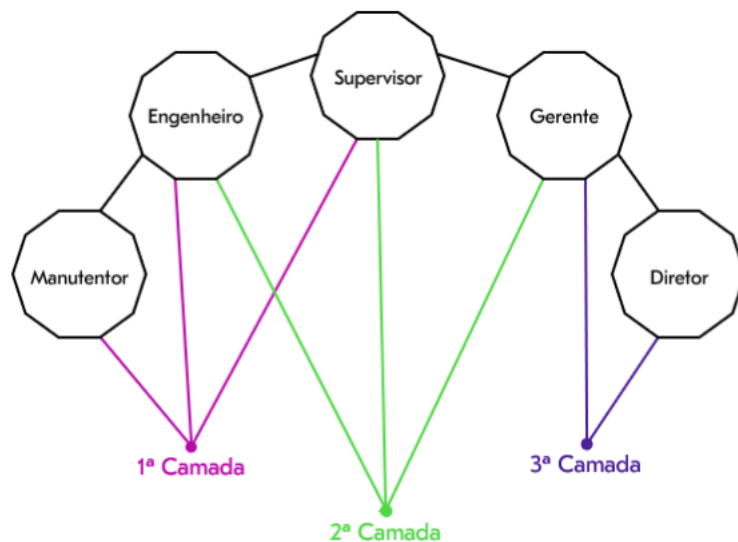 Supervisor
Engenheiro
Gerente
Manutentor
Diretor
1ª Camada
3ª Camada
2ª Camada